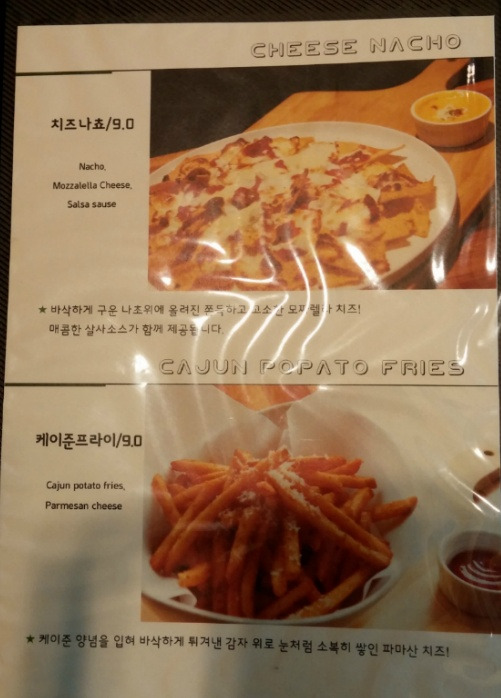 CHEESE NACHO
치즈나쵸/9.0
Nacho,
Mozzalella Cheese,
Salsa sause
★ 바삭하게 구운 나초위에 올려진 쫀득하고 고소한 모짜렐라 치즈!
매콤한 살사소스가 함께 제공됩니다.
CAJUN POPATO FRIES
케이준프라이/9.0
Cajun potato fries,
Parmesan cheese
★ 케이준 양념을 입혀 바삭하게 튀겨낸 감자 위로 눈처럼 소복히 쌓인 파마산 치즈!